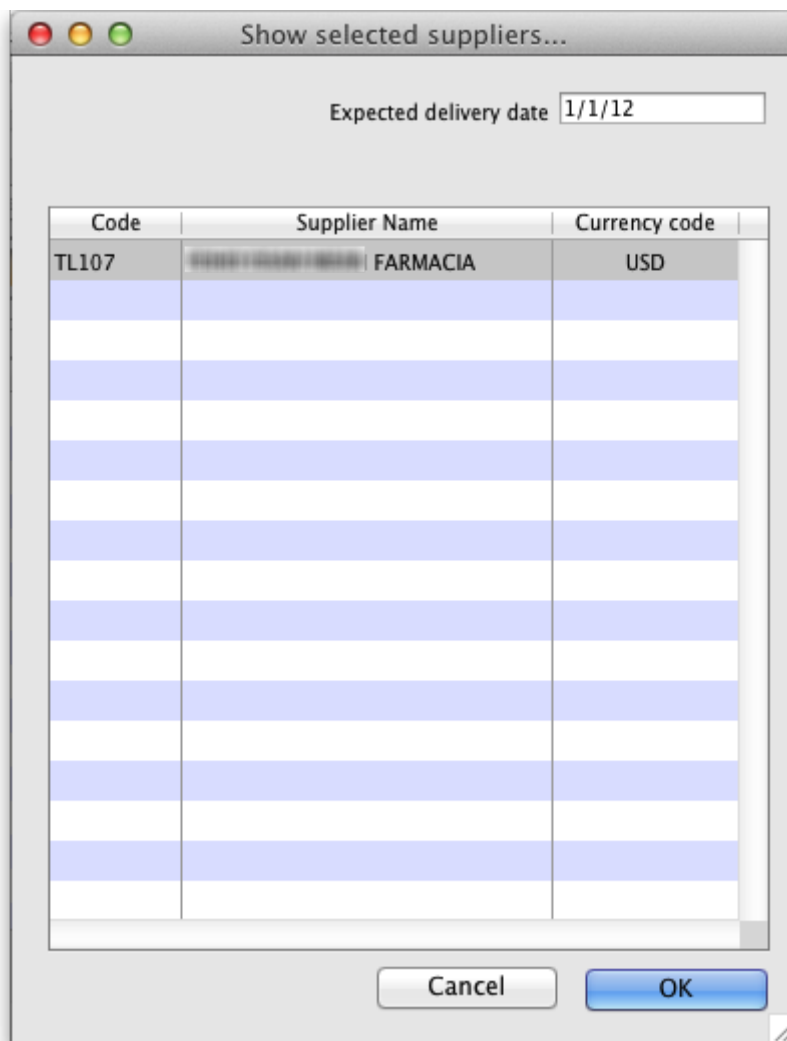 Show selected suppliers...
Expected delivery date 1/1/12
Code Supplier Name Currency code
TL107 FARMACIA USD
Cancel OK